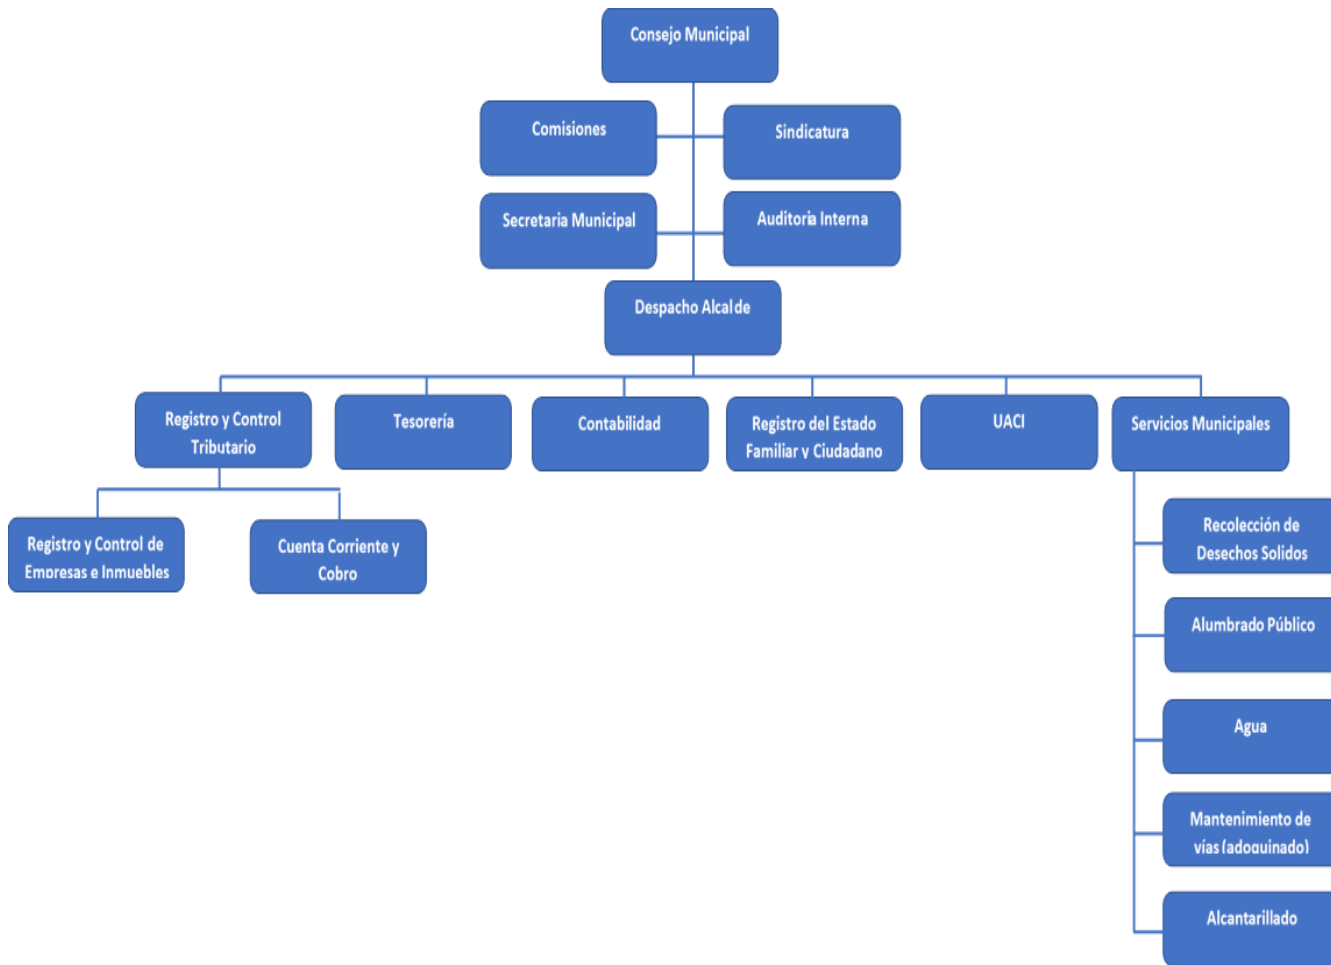 Consejo Municipal
Comisiones
Sindicatura
Secretaria Municipal
Auditoria Interna
Despacho Alcalde
Registro y Control
Tributario
Tesorería
Contabilidad
Registro del Estado
Familiar y Ciudadano
UACI
Servicios Municipales
Registro y Control de
Empresas e Inmuebles
Cuenta Corriente y
Cobro
Recolección de
Desechos Solidos
Alumbrado Público
Agua
Mantenimiento de
vías (adoquinado)
Alcantarillado